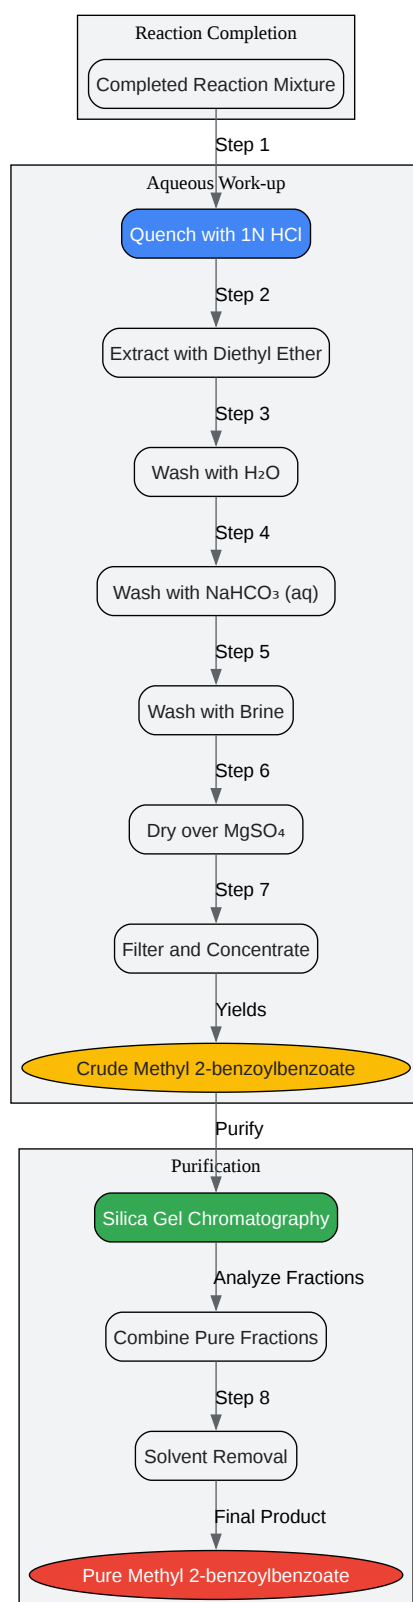 Reaction Completion
Completed Reaction Mixture
Step 1
Aqueous Work-up
Quench with 1N HCl
Step 2
Extract with Diethyl Ether
Step 3
Wash with H₂O
Step 4
Wash with NaHCO₃ (aq)
Step 5
Wash with Brine
Step 6
Dry over MgSO₄
Step 7
Filter and Concentrate
Yields
Crude Methyl 2-benzoylbenzoate
Purify
Purification
Silica Gel Chromatography
Analyze Fractions
Combine Pure Fractions
Step 8
Solvent Removal
Final Product
Pure Methyl 2-benzoylbenzoate